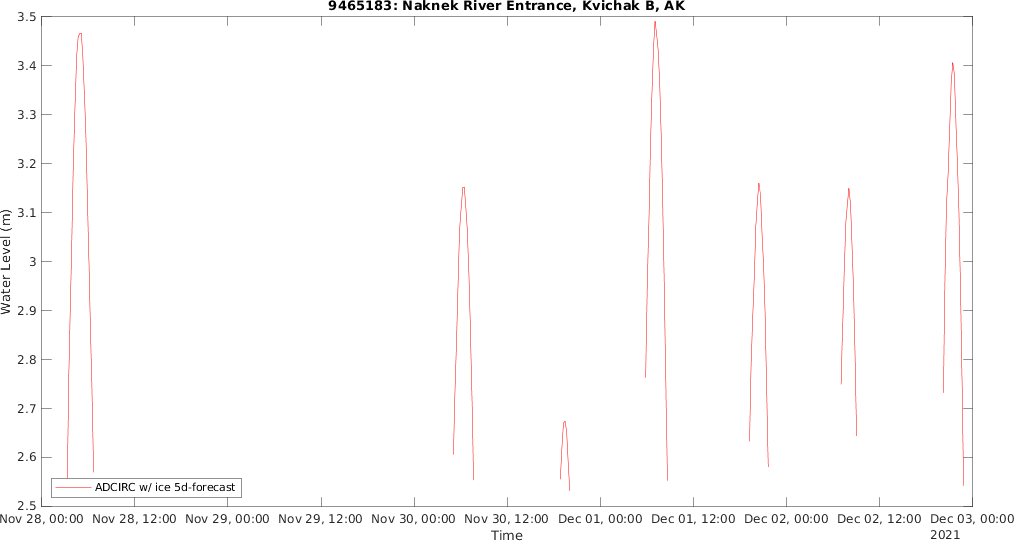 9465183: Naknek River Entrance, Kvichak B, AK
3.5
3.4
3.3
3.2
3.1
3
2.9
2.8
2.7
2.6
2.5
Water Level (m)
ADCIRC w/ ice 5d-forecast
Nov 28, 00:00 Nov 28, 12:00 Nov 29, 00:00 Nov 29, 12:00 Nov 30, 00:00 Nov 30, 12:00 Dec 01, 00:00 Dec 01, 12:00 Dec 02, 00:00 Dec 02, 12:00 Dec 03, 00:00
Time
2021